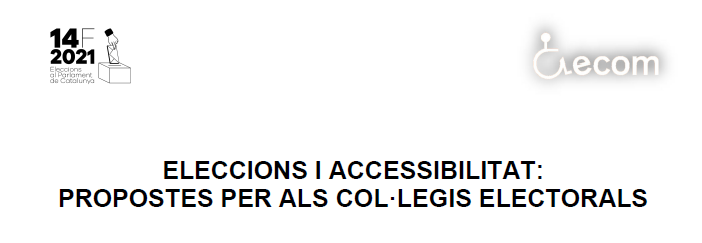 14F
2021
Eleccions
al Parlament
de Catalunya
ecom
ELECCIONS I ACCESSIBILITAT:
PROPOSTES PER ALS COL·LEGIS ELECTORALS